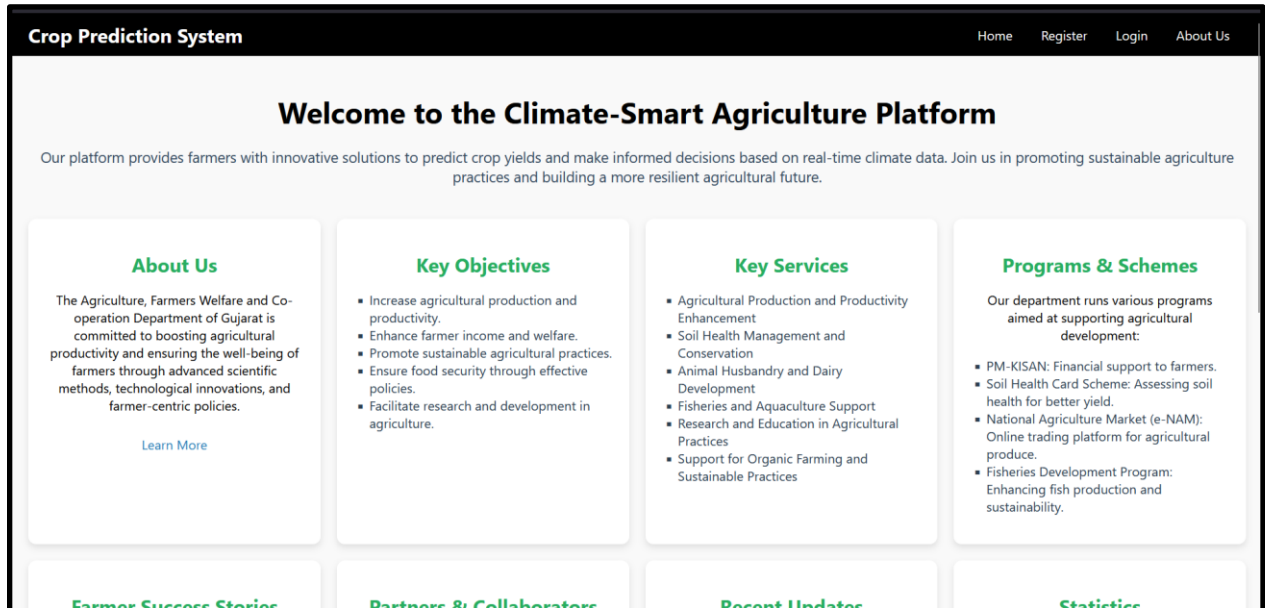 Crop Prediction System
Home Register Login About Us
Welcome to the Climate-Smart Agriculture Platform
Our platform provides farmers with innovative solutions to predict crop yields and make informed decisions based on real-time climate data. Join us in promoting sustainable agriculture
practices and building a more resilient agricultural future.
About Us
The Agriculture, Farmers Welfare and Co-
operation Department of Gujarat is
committed to boosting agricultural
productivity and ensuring the well-being of
farmers through advanced scientific
methods, technological innovations, and
farmer-centric policies.
Learn More
Key Objectives
▪ Increase agricultural production and
productivity.
▪ Enhance farmer income and welfare.
▪ Promote sustainable agricultural practices.
▪ Ensure food security through effective
policies.
▪ Facilitate research and development in
agriculture.
Key Services
▪ Agricultural Production and Productivity
Enhancement
▪ Soil Health Management and
Conservation
▪ Animal Husbandry and Dairy
Development
▪ Fisheries and Aquaculture Support
▪ Research and Education in Agricultural
Practices
▪ Support for Organic Farming and
Sustainable Practices
Programs & Schemes
Our department runs various programs
aimed at supporting agricultural
development:
▪ PM-KISAN: Financial support to farmers.
▪ Soil Health Card Scheme: Assessing soil
health for better yield.
▪ National Agriculture Market (e-NAM):
Online trading platform for agricultural
produce.
▪ Fisheries Development Program:
Enhancing fish production and
sustainability.
Farmer Success Stories
Partners & Collaborators
Recent Updates
Statistics